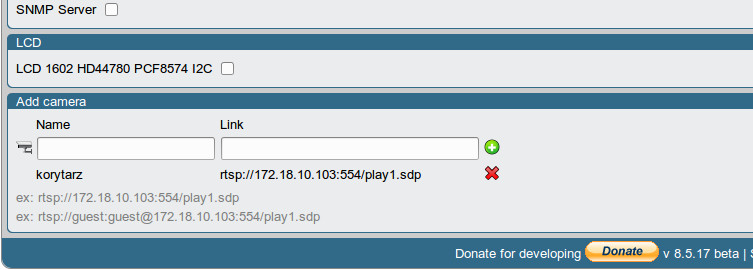 SNMP Server
LCD
LCD 1602 HD44780 PCF8574 I2C
Add camera
Name Link
korytarz rtsp://172.18.10.103:554/play1.sdp
ex: rtsp://172.18.10.103:554/play1.sdp
ex: rtsp://guest:guest@172.18.10.103:554/play1.sdp
Donate for developing Donate v 8.5.17 beta |